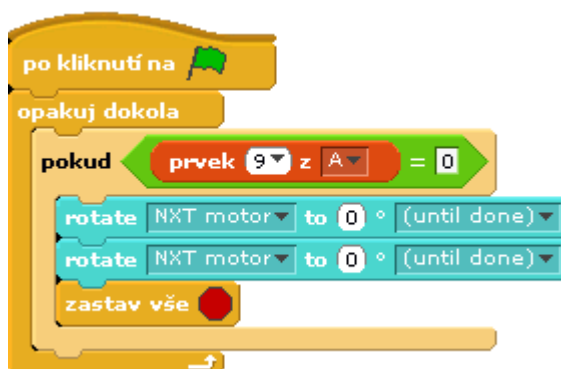 po kliknutí na
opakuj dokola
pokud prvek 9 z A = 0
rotate NXT motor to 0 ° (until done)
rotate NXT motor to 0 ° (until done)
zastav vše